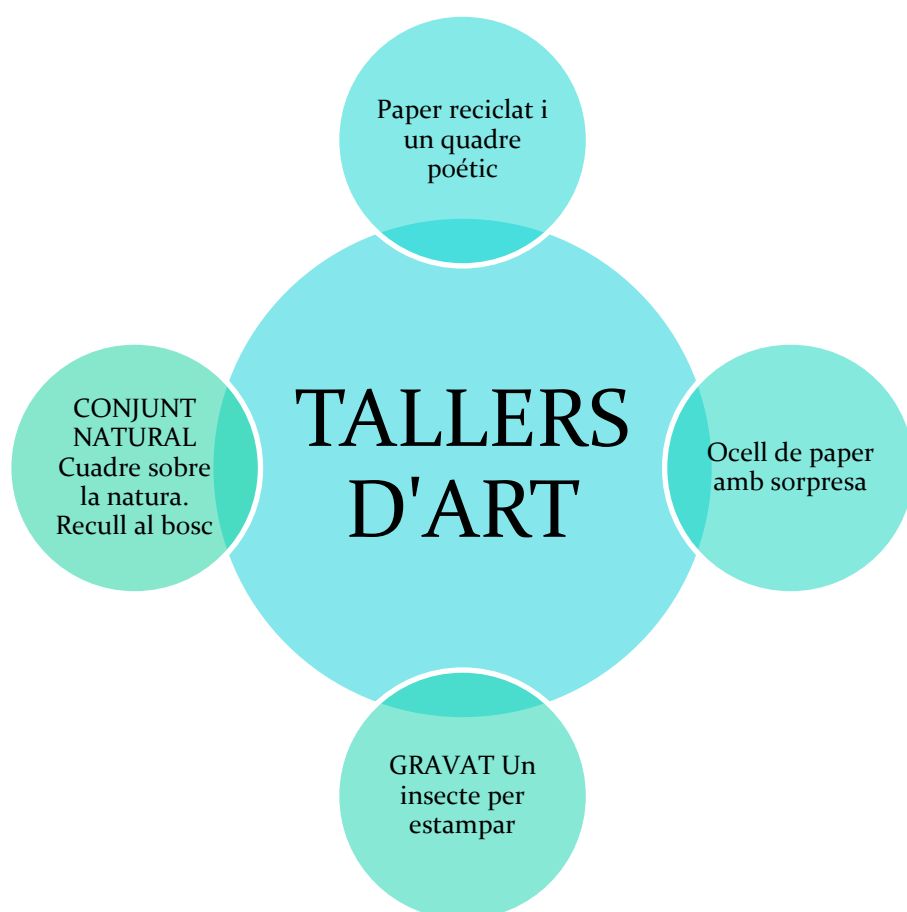 Paper reciclat i
un quadre
poétic
CONJUNT
NATURAL
Cuadre sobre
la natura.
Recull al bosc
TALLERS
D'ART
Ocell de paper
amb sorpresa
GRAVAT Un
insecte per
estampar